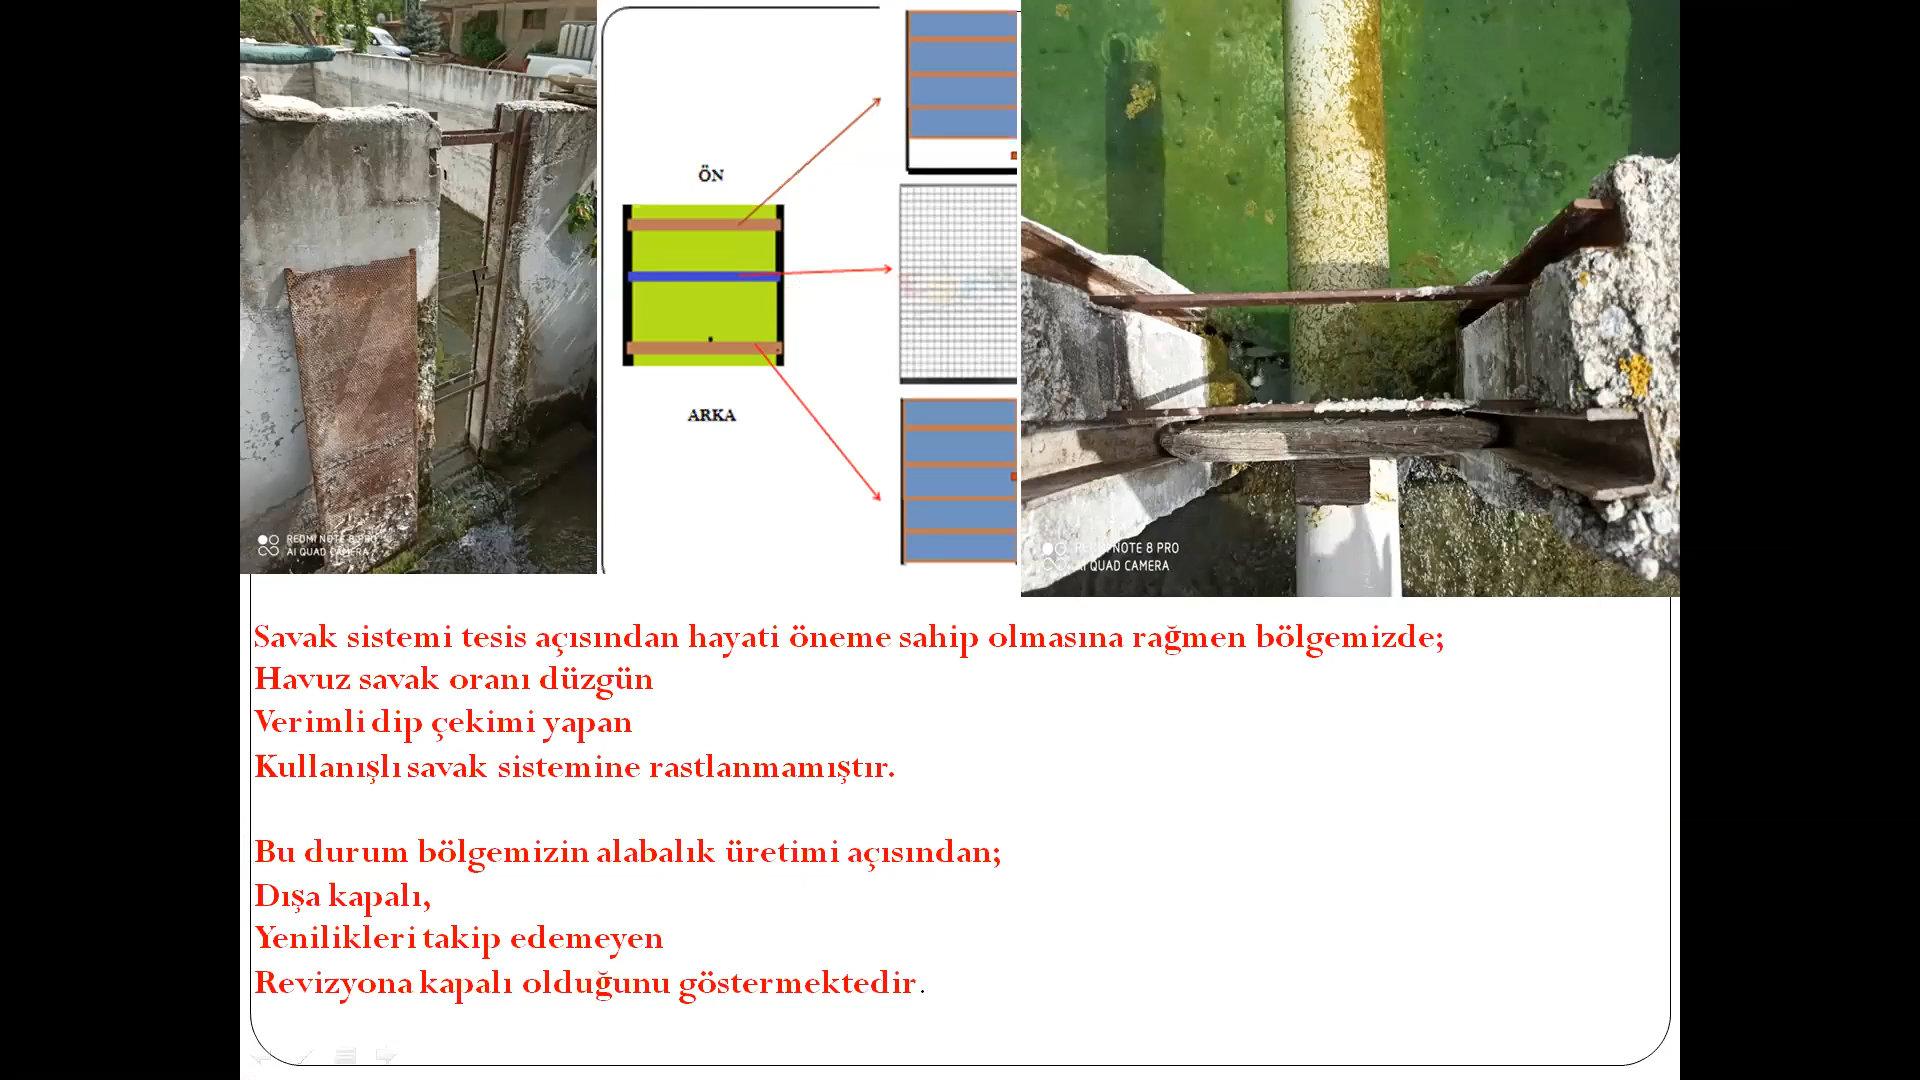 ÖN
ARKA
REDMI NOTE 8 PRO
AI QUAD CAMERA
REDMI NOTE 8 PRO
AI QUAD CAMERA
Savak sistemi tesis açısından hayati öneme sahip olmasına rağmen bölgemizde;
Havuz savak oranı düzgün
Verimli dip çekimi yapan
Kullanışlı savak sistemine rastlanmamıştır.
Bu durum bölgemizin alabalık üretimi açısından;
Dışa kapalı,
Yenilikleri takip edemeyen
Revizyona kapalı olduğunu göstermektedir.